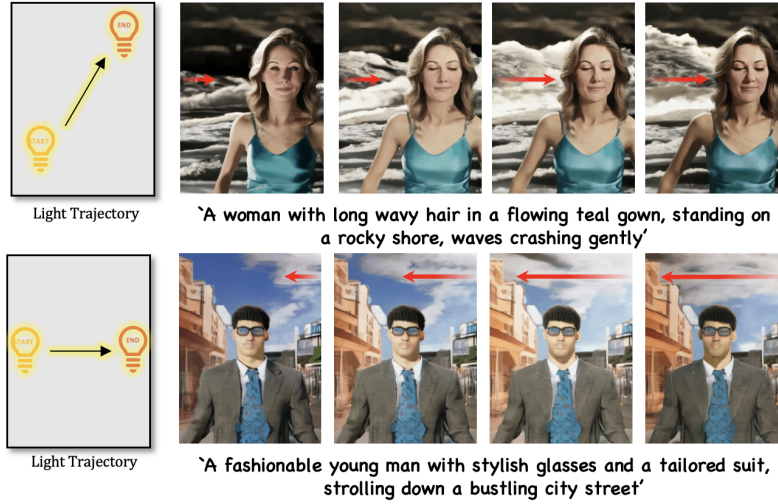 END
START
Light Trajectory
`A woman with long wavy hair in a flowing teal gown, standing on
a rocky shore, waves crashing gently’
START
END
Light Trajectory
`A fashionable young man with stylish glasses and a tailored suit,
strolling down a bustling city street’